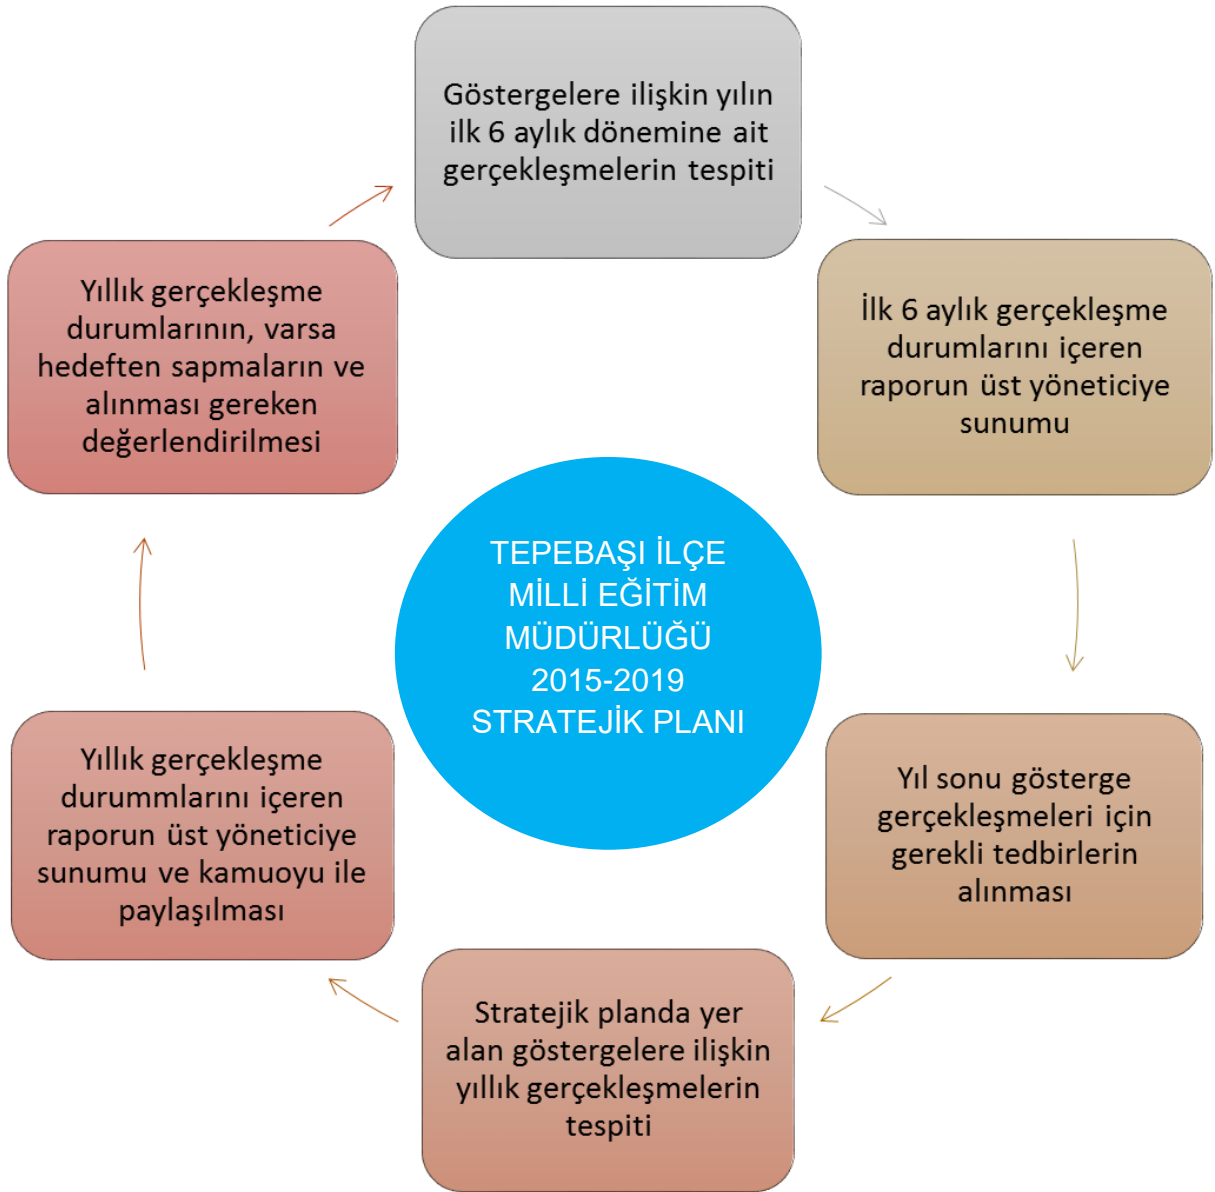 Göstergelere ilişkin yılın
ilk 6 aylık dönemine ait
gerçekleşmelerin tespiti
İlk 6 aylık gerçekleşme
durumlarını içeren
raporun üst yöneticiye
sunumu
Yıl sonu gösterge
gerçekleşmeleri için
gerekli tedbirlerin
alınması
Stratejik planda yer
alan göstergelere ilişkin
yıllık gerçekleşmelerin
tespiti
Yıllık gerçekleşme
durummlarını içeren
raporun üst yöneticiye
sunumu ve kamuoyu ile
paylaşılması
Yıllık gerçekleşme
durumlarının, varsa
hedeften sapmaların ve
alınması gereken
değerlendirilmesi
TEPEBAŞI İLÇE
MİLLİ EĞİTİM
MÜDÜRLÜĞÜ
2015-2019
STRATEJİK PLANI